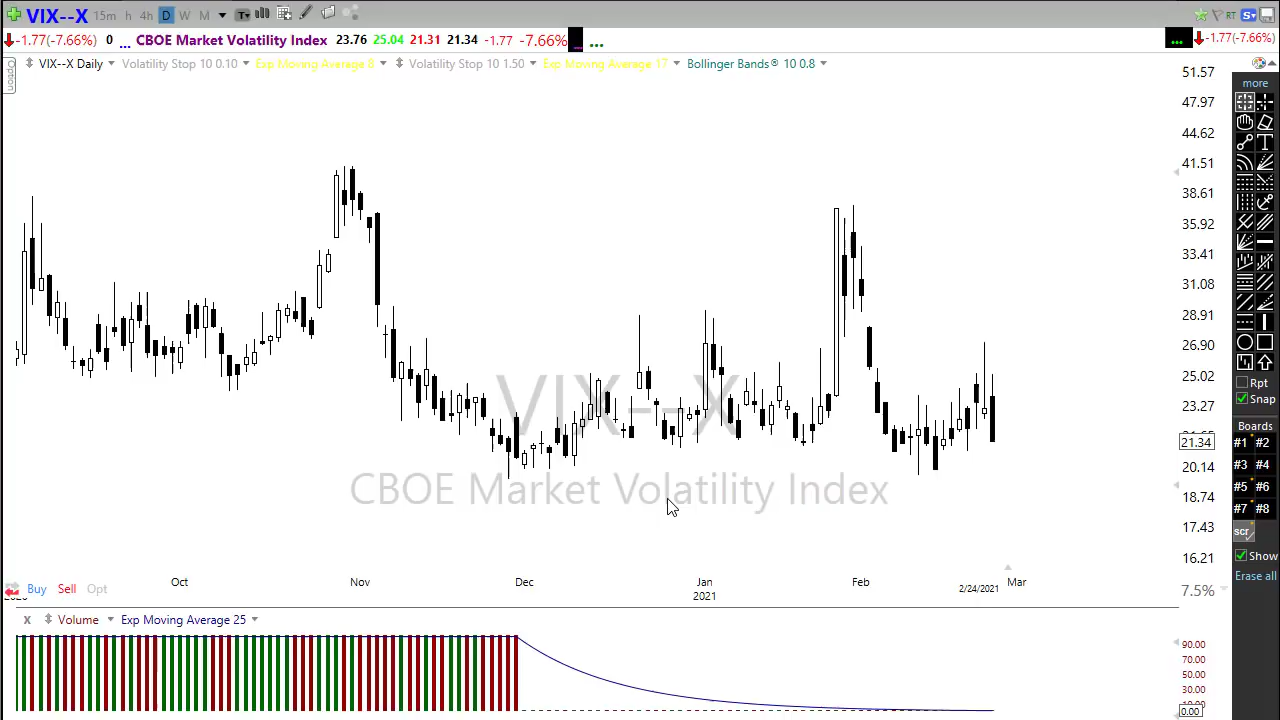 VIX--X 15m h 4h D W M T RT S
-1.77(-7.66%) 0 ... CBOE Market Volatility Index 23.76 25.04 21.31 21.34 -1.77 -7.66% ... ... -1.77(-7.66%)
Option
VIX--X Daily Volatility Stop 10 0.10 Exp Moving Average 8 Volatility Stop 10 1.50 Exp Moving Average 17 Bollinger Bands® 10 0.8
51.57
47.97
44.62
41.51
38.61
35.92
33.41
31.08
28.91
26.90
25.02
23.27
21.34
20.14
18.74
17.43
16.21
7.5%
VIX--X
CBOE Market Volatility Index
Oct Nov Dec Jan Feb Mar
2021 2/24/2021
Buy Sell Opt
x Volume Exp Moving Average 25
90.00
70.00
50.00
30.00
0.00
more
T
Rpt
Snap
Boards
#1 #2
#3 #4
#5 #6
#7 #8
scr
Show
Erase all